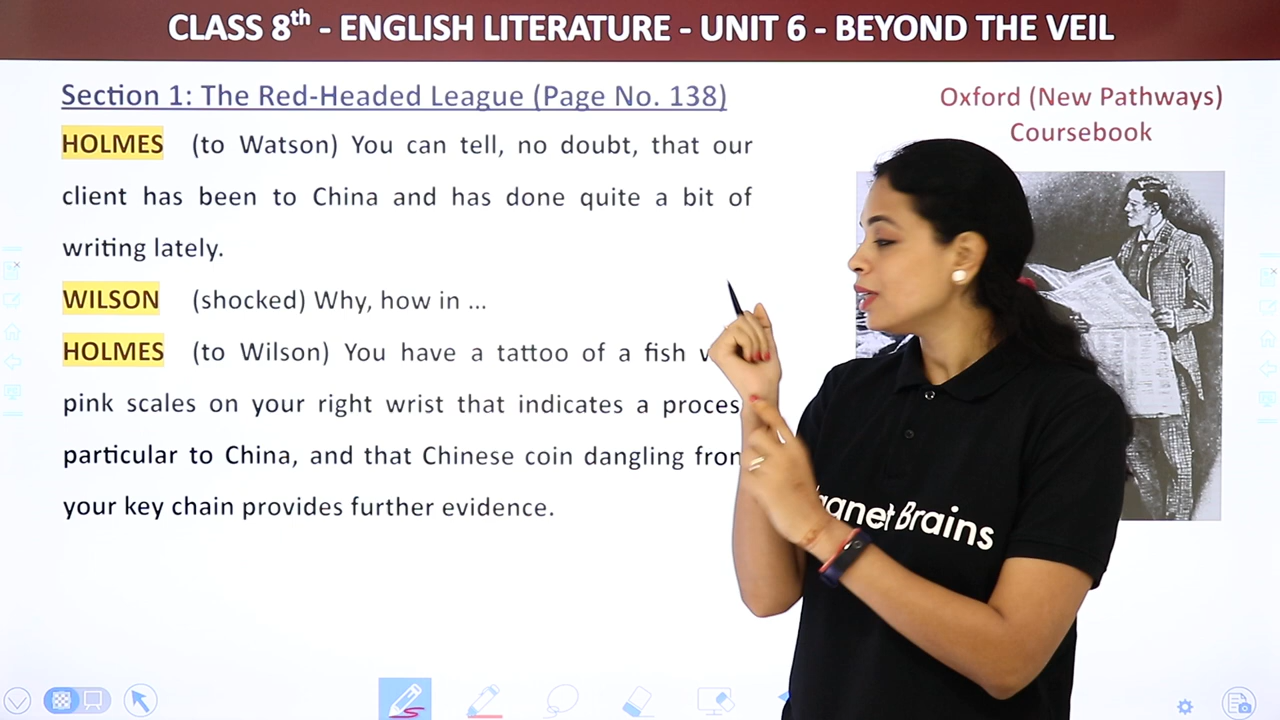 CLASS 8th - ENGLISH LITERATURE - UNIT 6 - BEYOND THE VEIL
Section 1: The Red-Headed League (Page No. 138)
Oxford (New Pathways)
Coursebook
HOLMES (to Watson) You can tell, no doubt, that our
client has been to China and has done quite a bit of
writing lately.
WILSON (shocked) Why, how in ...
HOLMES (to Wilson) You have a tattoo of a fish
pink scales on your right wrist that indicates a
particular to China, and that Chinese coin dangling
your key chain provides further evidence.
Brains